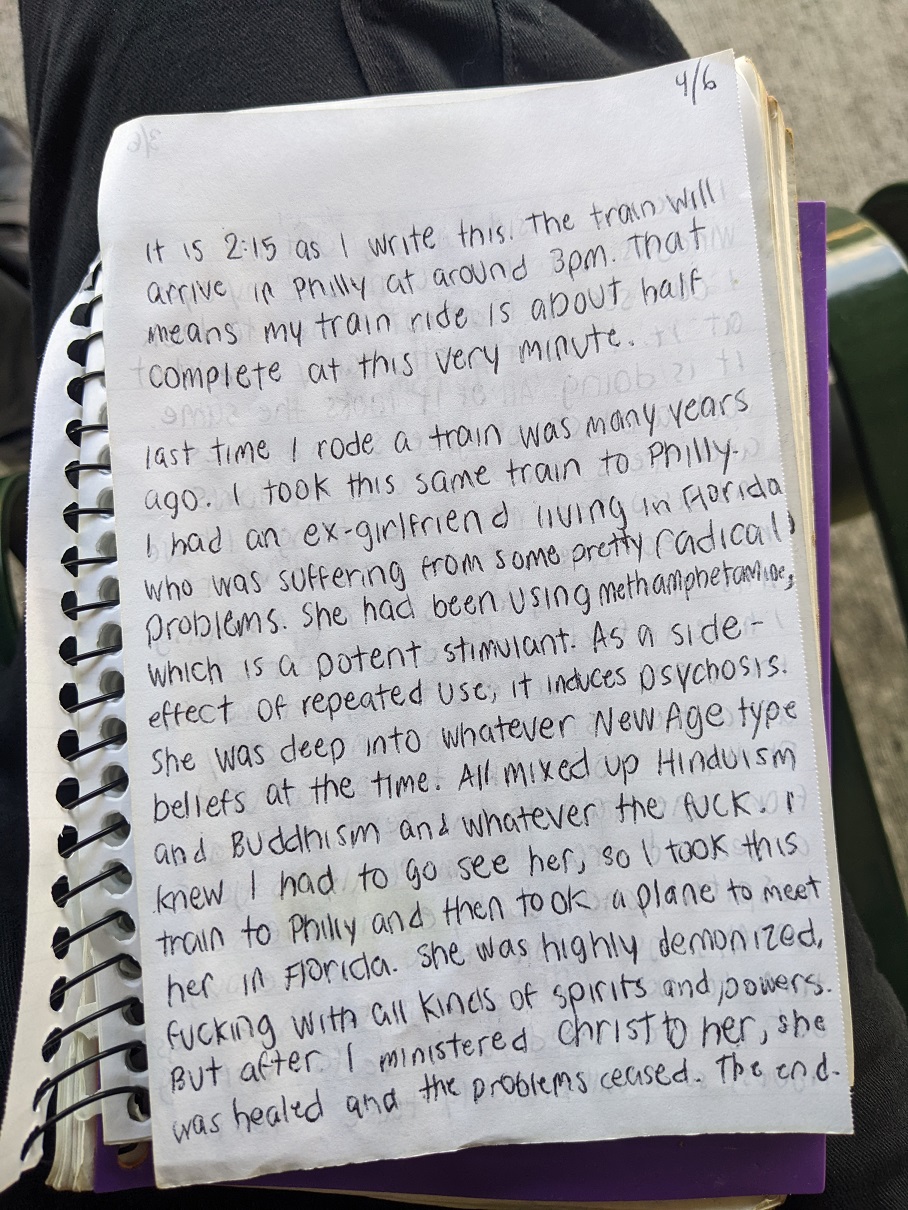 4/6
3/6
It is 2:15 as I write this. The train will
arrive in Philly at around 3pm. That
means my train ride is about half
complete at this very minute.
last time I rode a train was many years
ago. I took this same train to Philly.
I had an ex-girlfriend living in Florida
who was suffering from some pretty radical
problems. She had been using methamphetamine,
which is a potent stimulant. As a side-
effect of repeated use, it induces psychosis.
She was deep into whatever New Age type
beliefs at the time. All mixed up Hinduism
and Buddhism and whatever the fuck. I
knew I had to go see her, so I took this
train to Philly and then took a plane to meet
her in Florida. She was highly demonized,
fucking with all kinds of spirits and powers.
But after I ministered Christ to her, she
was healed and the problems ceased. The end.